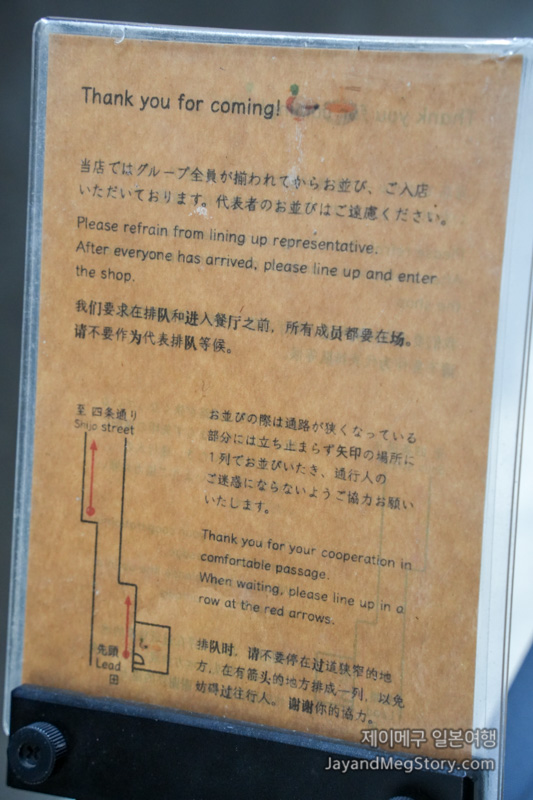 Thank you for coming!
当店ではグループ全員が揃われてからお並び、ご入店
いただいております。代表者のお並びはご遠慮ください。
Please refrain from lining up representative.
After everyone has arrived, please line up and enter
the shop.
我们要求在排队和进入餐厅之前，所有成员都要在场。
请不要作为代表排队等候。
至 四条通り
Shijo street
お並びの際は通路が狭くなっている
部分には立ち止まらず矢印の場所に
1列でお並びいたき、通行人の
ご迷惑にならないようご協力お願い
いたします。
Thank you for your cooperation in
comfortable passage.
When waiting, please line up in a
row at the red arrows.
先頭
Lead
排队时，请不要停在过道狭窄的地
方，在有箭头的地方排成一列，以免
妨碍过往行人。谢谢你的協力。
제이메구 일본여행
JayandMegStory.com